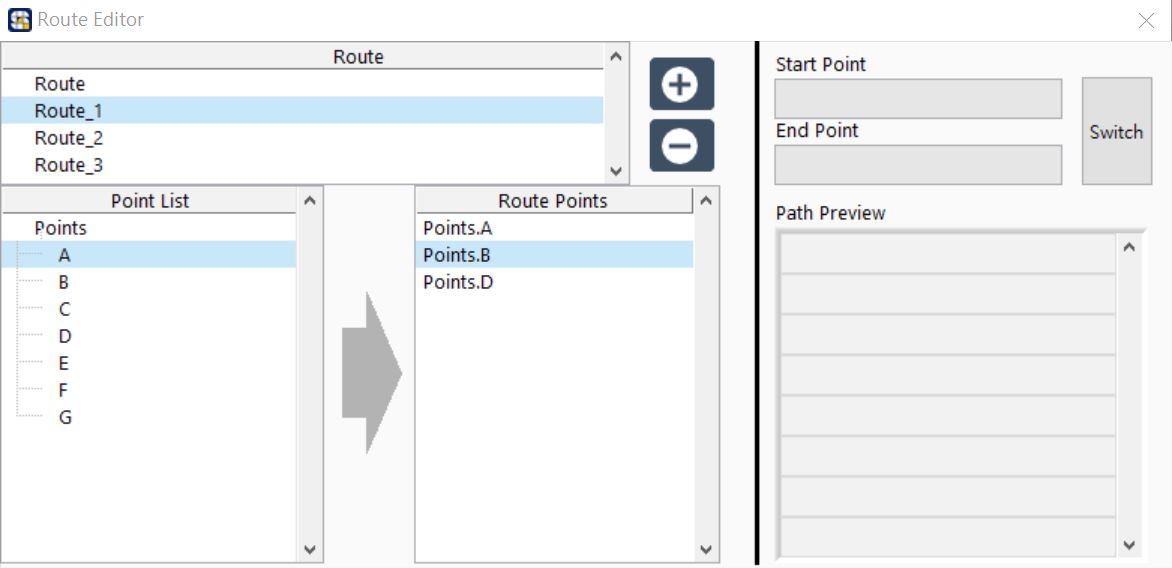 Route Editor
Route
Route
Route_1
Route_2
Route_3
Point List
Points
A
B
C
D
E
F
G
Route Points
Points.A
Points.B
Points.D
Start Point
End Point
Switch
Path Preview